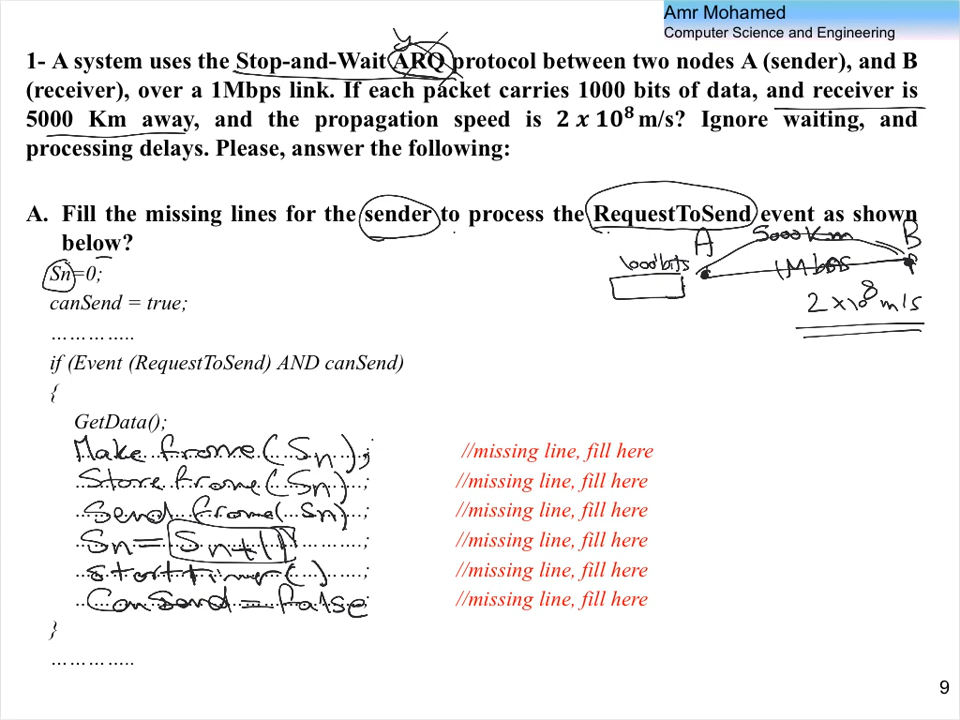 Amr Mohamed
Computer Science and Engineering
1- A system uses the Stop-and-Wait ARQ protocol between two nodes A (sender), and B
(receiver), over a 1Mbps link. If each packet carries 1000 bits of data, and receiver is
5000 Km away, and the propagation speed is 2 x 10⁸ m/s? Ignore waiting, and
processing delays. Please, answer the following:
A. Fill the missing lines for the sender to process the RequestToSend event as shown
below?
A
5000 Km
B
1000 bits
1Mbps
2 x 10⁸ m/s
Sn=0;
canSend = true;
…………..
if (Event (RequestToSend) AND canSend)
{
GetData();
Make frame(Sn); //missing line, fill here
Store frame(Sn); //missing line, fill here
Send frame(Sn); //missing line, fill here
Sn = Sn+1; //missing line, fill here
Start timer(); //missing line, fill here
CanSend = false; //missing line, fill here
}
…………..
9